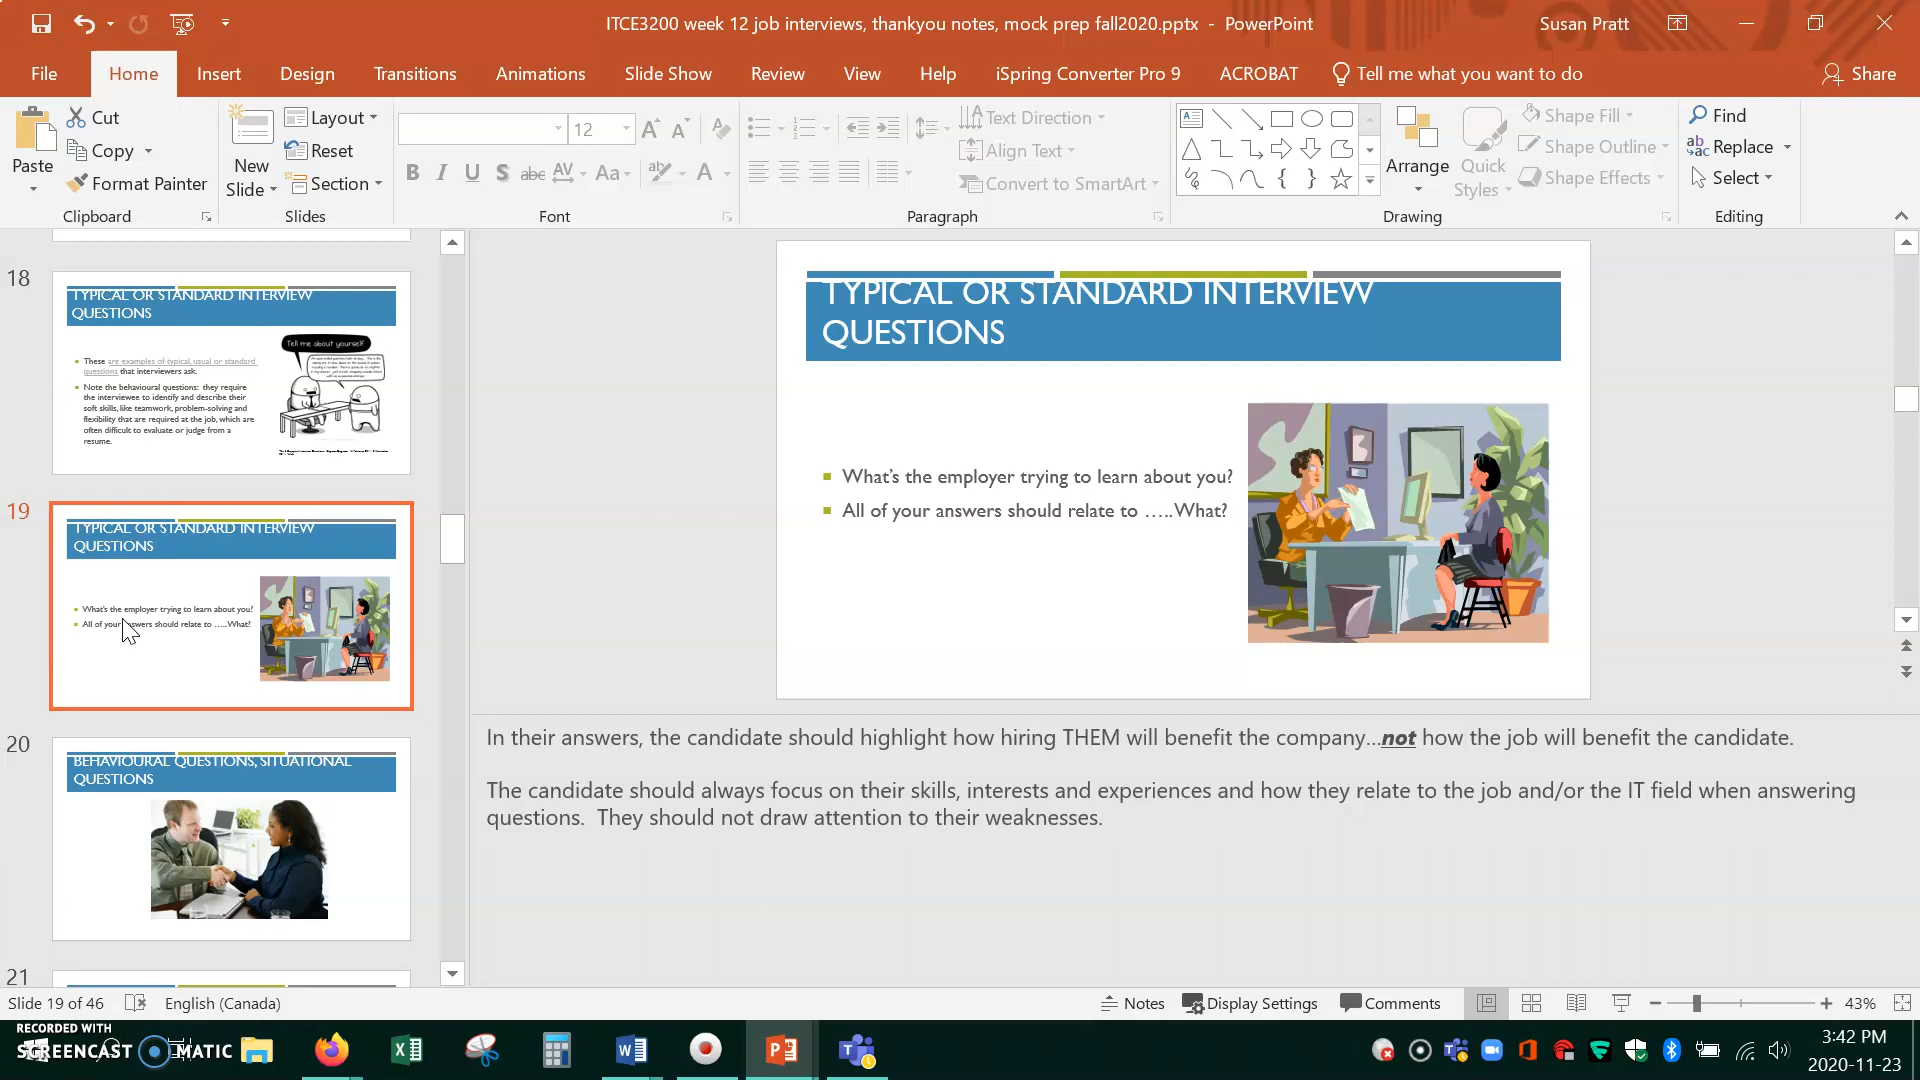 ITCE3200 week 12 job interviews, thankyou notes, mock prep fall2020.pptx - PowerPoint
Susan Pratt
File Home Insert Design Transitions Animations Slide Show Review View Help iSpring Converter Pro 9 ACROBAT Tell me what you want to do Share
Paste
Cut
Copy
Format Painter
Clipboard
New Slide
Layout
Reset
Section
Slides
12
B I U S abc AV Aa A
Font
Text Direction
Align Text
Convert to SmartArt
Paragraph
Arrange
Quick Styles
Shape Fill
Shape Outline
Shape Effects
Drawing
Find
Replace
Select
Editing
18
TYPICAL OR STANDARD INTERVIEW
QUESTIONS
These are examples of typical, usual or standard
questions that interviewers ask.
Note the behavioural questions: they require
the interviewee to identify and describe their
soft skills, like teamwork, problem-solving and
flexibility that are required at the job, which are
often difficult to evaluate or judge from a
resume.
Tell me about yourself
19
TYPICAL OR STANDARD INTERVIEW
QUESTIONS
What's the employer trying to learn about you?
All of your answers should relate to …..What?
20
BEHAVIOURAL QUESTIONS, SITUATIONAL
QUESTIONS
21
TYPICAL OR STANDARD INTERVIEW
QUESTIONS
What's the employer trying to learn about you?
All of your answers should relate to …..What?
In their answers, the candidate should highlight how hiring THEM will benefit the company…not how the job will benefit the candidate.
The candidate should always focus on their skills, interests and experiences and how they relate to the job and/or the IT field when answering
questions.  They should not draw attention to their weaknesses.
Slide 19 of 46 English (Canada) Notes Display Settings Comments 43%
RECORDED WITH
SCREENCAST MATIC
3:42 PM
2020-11-23